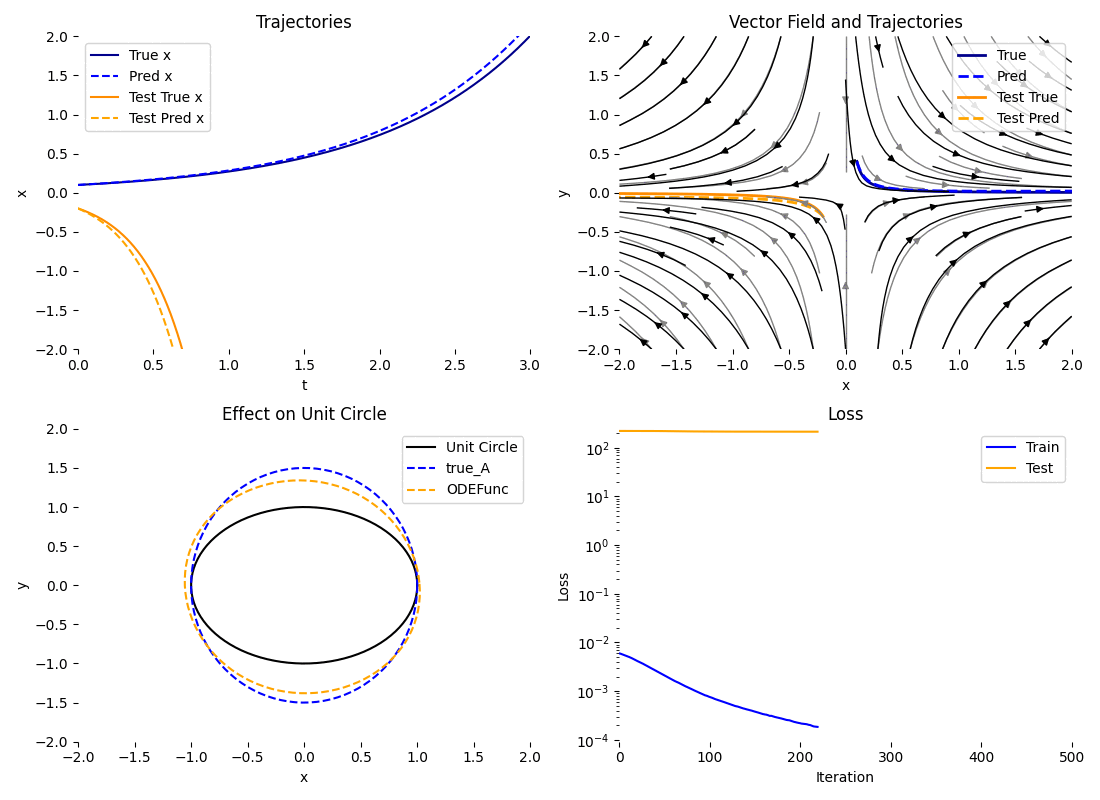 Trajectories
True x
Pred x
Test True x
Test Pred x
2.0
1.5
1.0
0.5
0.0
−0.5
−1.0
−1.5
−2.0
x
0.0 0.5 1.0 1.5 2.0 2.5 3.0
t
Vector Field and Trajectories
True
Pred
Test True
Test Pred
2.0
1.5
1.0
0.5
0.0
−0.5
−1.0
−1.5
−2.0
y
−2.0 −1.5 −1.0 −0.5 0.0 0.5 1.0 1.5 2.0
x
Effect on Unit Circle
Unit Circle
true_A
ODEFunc
2.0
1.5
1.0
0.5
0.0
−0.5
−1.0
−1.5
−2.0
y
−2.0 −1.5 −1.0 −0.5 0.0 0.5 1.0 1.5 2.0
x
Loss
Train
Test
10²
10¹
10⁰
10⁻¹
10⁻²
10⁻³
10⁻⁴
Loss
0 100 200 300 400 500
Iteration